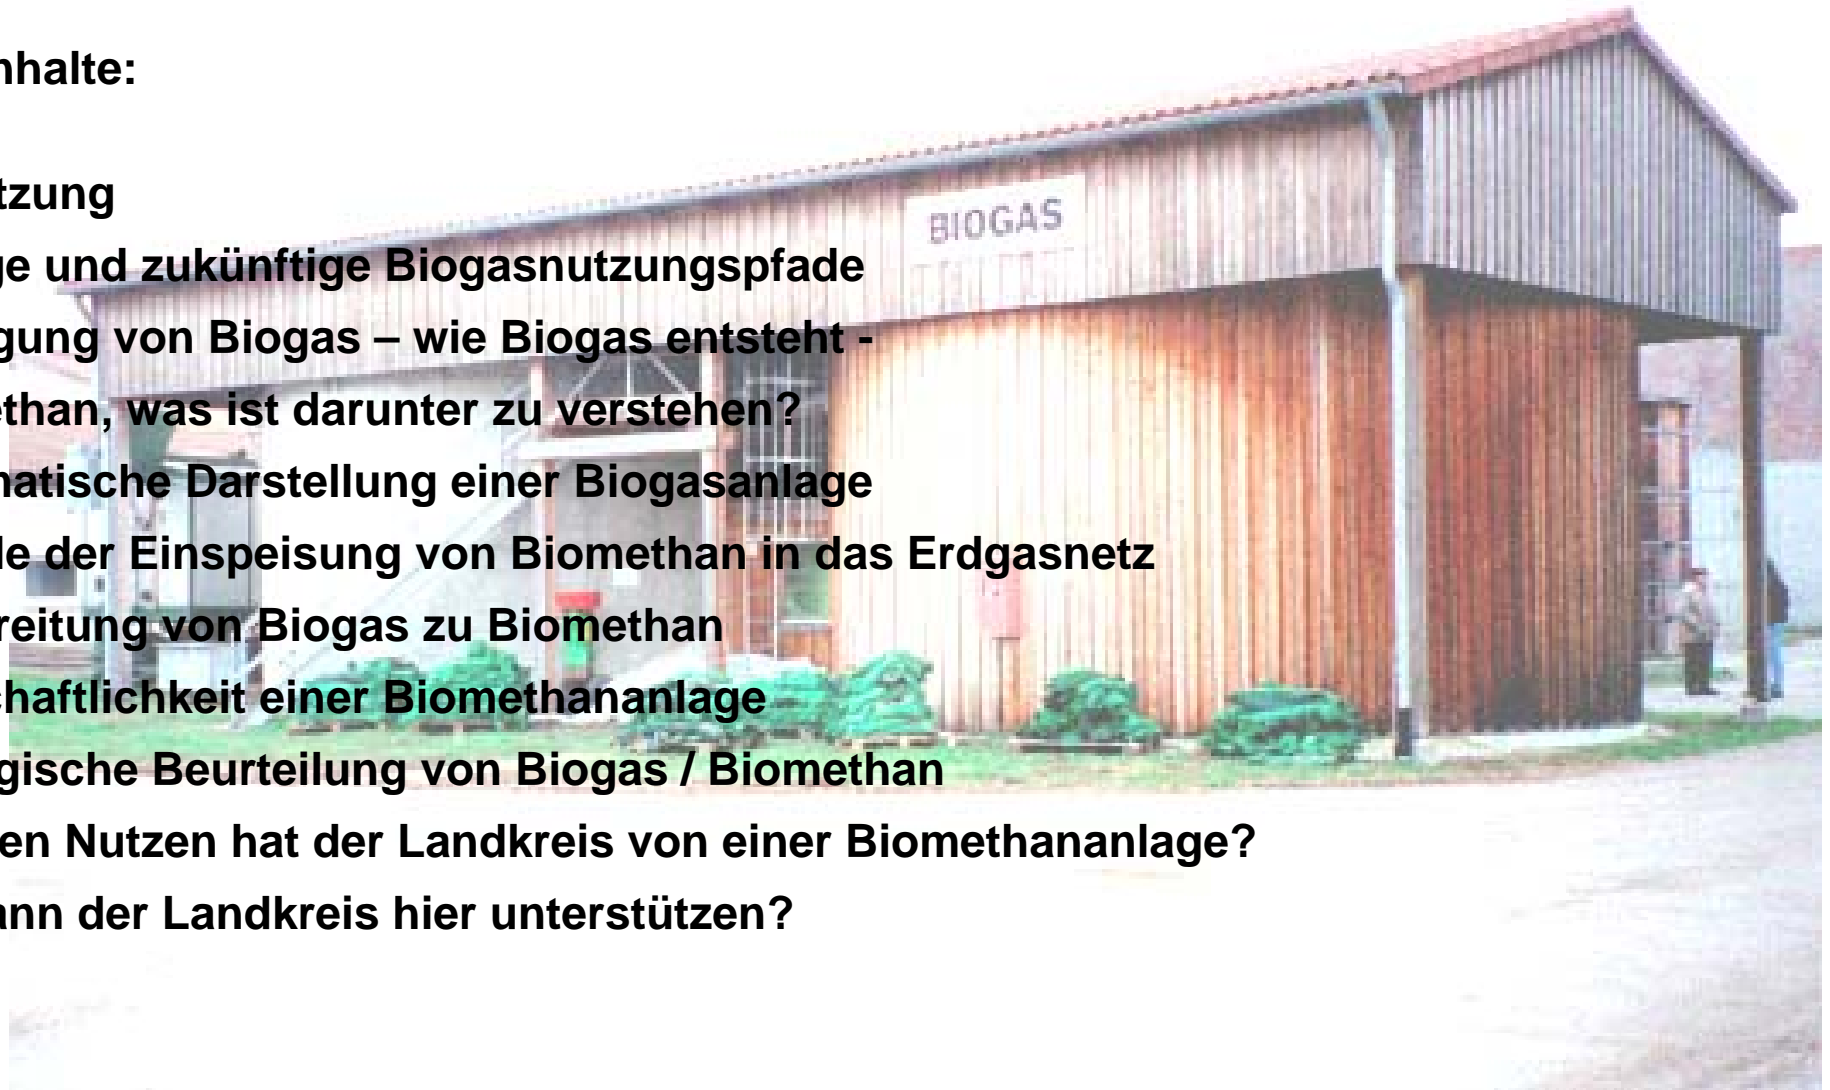 nhalte:
tzung
ge und zukünftige Biogasnutzungspfade
gung von Biogas – wie Biogas entsteht -
ethan, was ist darunter zu verstehen?
natische Darstellung einer Biogasanlage
le der Einspeisung von Biomethan in das Erdgasnetz
reitung von Biogas zu Biomethan
chaftlichkeit einer Biomethananlage
gische Beurteilung von Biogas / Biomethan
en Nutzen hat der Landkreis von einer Biomethananlage?
ann der Landkreis hier unterstützen?
BIOGAS